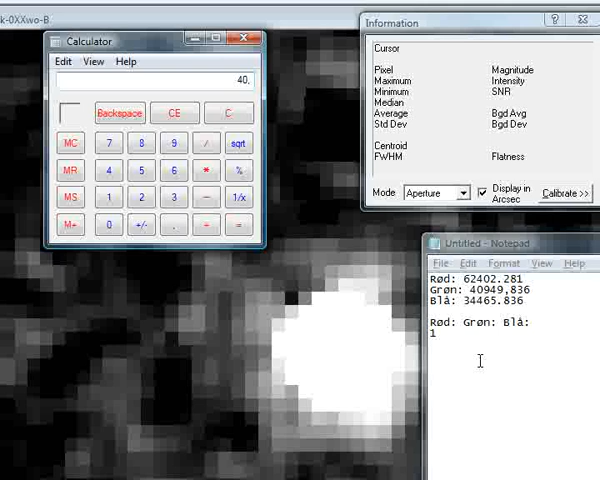 k-0XXwo-B
Calculator
Edit View Help
40,
Backspace CE C
MC 7 8 9 / sqrt
MR 4 5 6 * %
MS 1 2 3 - 1/x
M+ 0 +/- , + =
Information
Cursor
Pixel Magnitude
Maximum Intensity
Minimum SNR
Median
Average Bgd Avg
Std Dev Bgd Dev
Centroid
FWHM Flatness
Mode Aperture Display in Arcsec Calibrate >>
Untitled - Notepad
File Edit Format View Help
Rød: 62402.281
Grøn: 40949,836
Blå: 34465.836
Rød: Grøn: Blå:
1